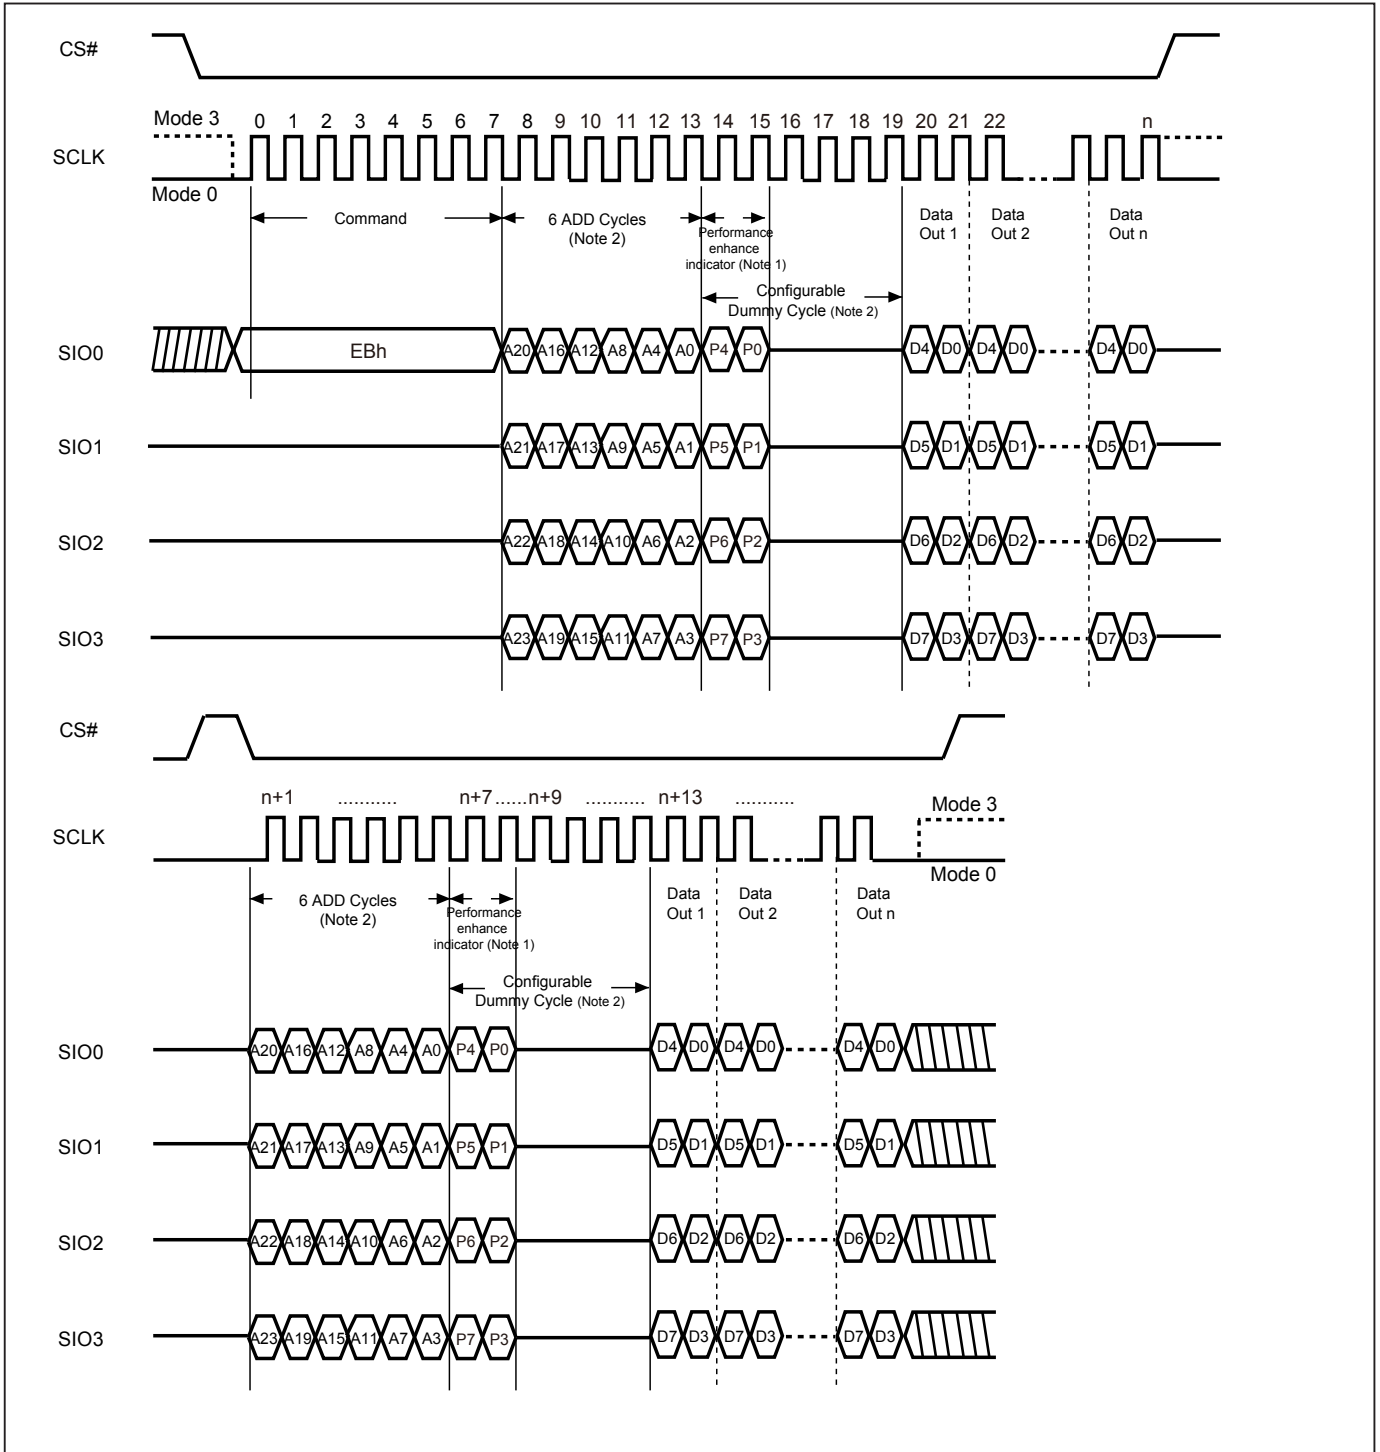 CS#
Mode 3
0 1 2 3 4 5 6 7 8 9 10 11 12 13 14 15 16 17 18 19 20 21 22 n
SCLK
Mode 0
Command
6 ADD Cycles
(Note 2)
Performance
enhance
indicator (Note 1)
Data
Out 1
Data
Out 2
Data
Out n
Configurable
Dummy Cycle (Note 2)
SIO0 EBh A20 A16 A12 A8 A4 A0 P4 P0 D4 D0 D4 D0 D4 D0
SIO1 A21 A17 A13 A9 A5 A1 P5 P1 D5 D1 D5 D1 D5 D1
SIO2 A22 A18 A14 A10 A6 A2 P6 P2 D6 D2 D6 D2 D6 D2
SIO3 A23 A19 A15 A11 A7 A3 P7 P3 D7 D3 D7 D3 D7 D3
CS#
n+1 ........... n+7......n+9 ........... n+13 ...........
Mode 3
SCLK
Mode 0
6 ADD Cycles
(Note 2)
Performance
enhance
indicator (Note 1)
Data
Out 1
Data
Out 2
Data
Out n
Configurable
Dummy Cycle (Note 2)
SIO0 A20 A16 A12 A8 A4 A0 P4 P0 D4 D0 D4 D0 D4 D0
SIO1 A21 A17 A13 A9 A5 A1 P5 P1 D5 D1 D5 D1 D5 D1
SIO2 A22 A18 A14 A10 A6 A2 P6 P2 D6 D2 D6 D2 D6 D2
SIO3 A23 A19 A15 A11 A7 A3 P7 P3 D7 D3 D7 D3 D7 D3